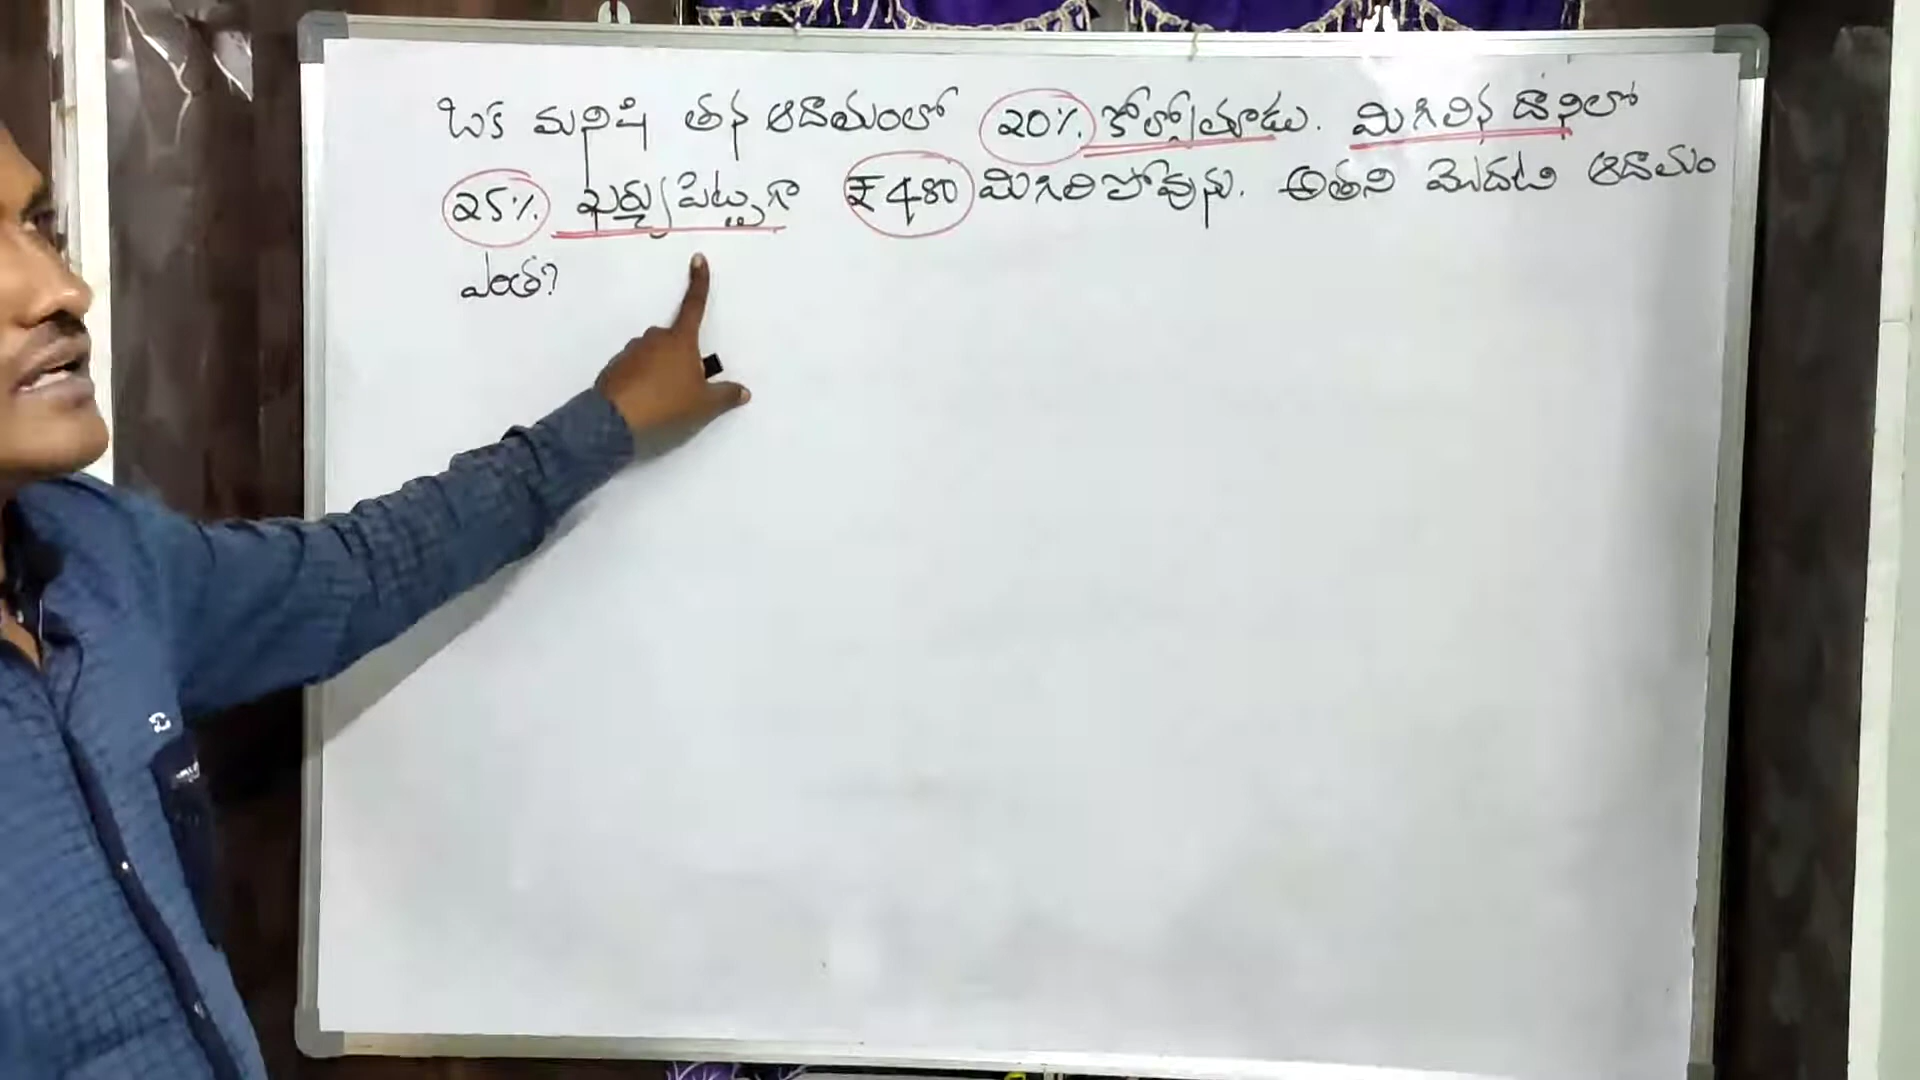 ఒక మనిషి తన ఆదాయంలో 20% కోల్పోయాడు. మిగిలిన దానిలో
25% ఖర్చు పెట్టగా ₹480 మిగిలిపోవును. అతని మొదటి ఆదాయం
ఎంత?